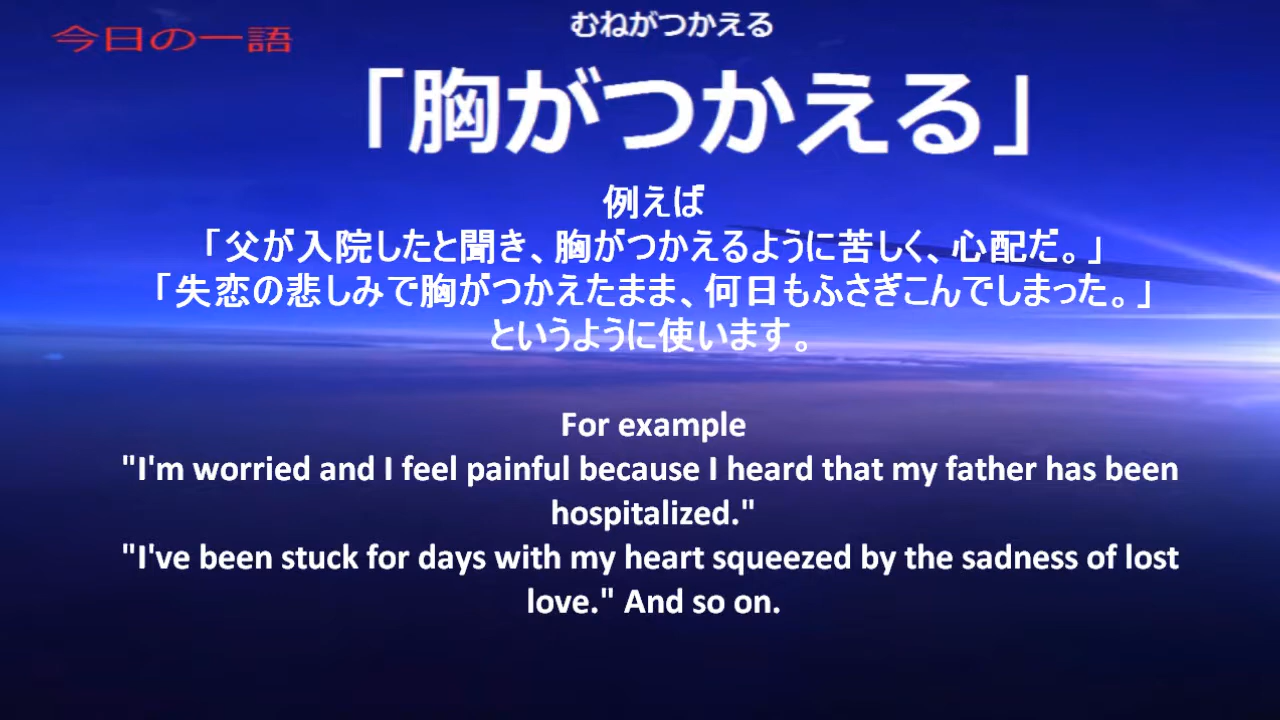 今日の一語
むねがつかえる
「胸がつかえる」
例えば
「父が入院したと聞き、胸がつかえるように苦しく、心配だ。」
「失恋の悲しみで胸がつかえたまま、何日もふさぎこんでしまった。」
というように使います。
For example
"I'm worried and I feel painful because I heard that my father has been
hospitalized."
"I've been stuck for days with my heart squeezed by the sadness of lost
love." And so on.